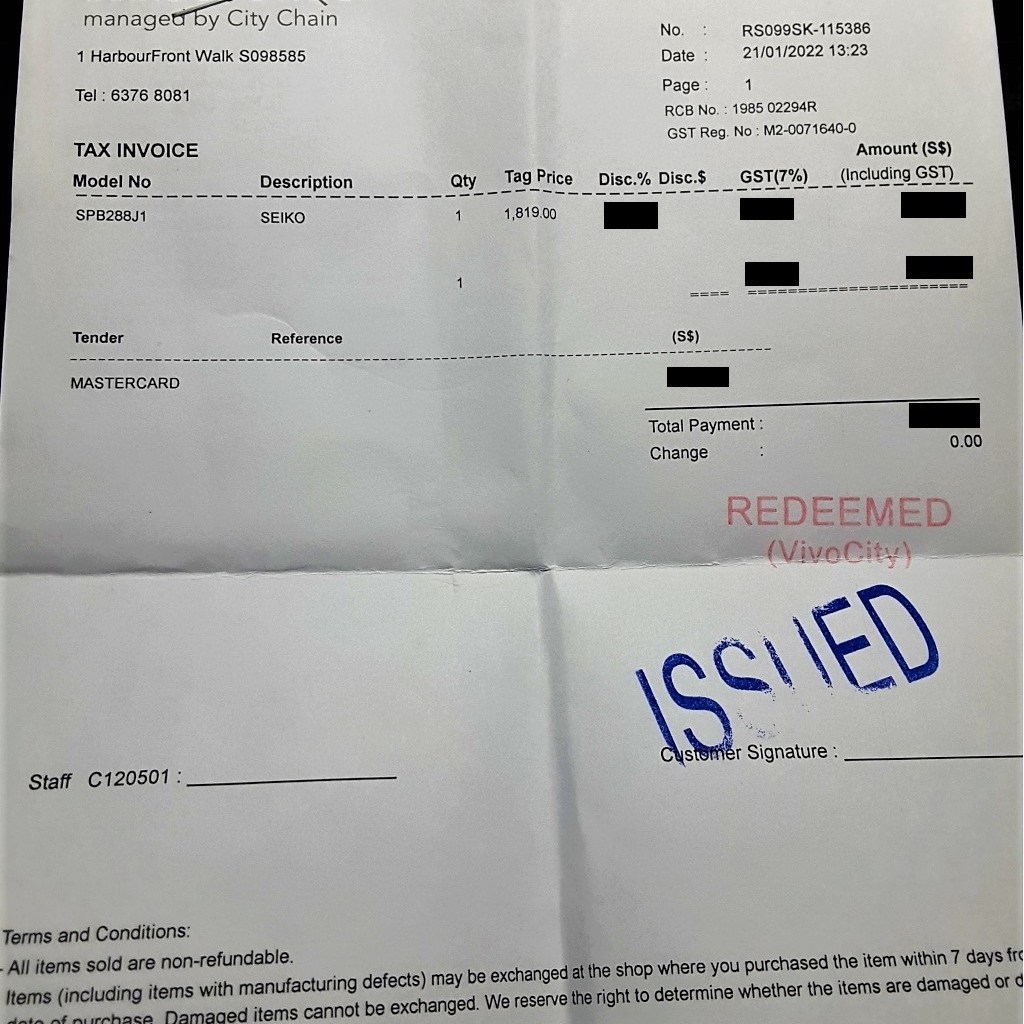 managed by City Chain
1 HarbourFront Walk S098585
Tel : 6376 8081
No. : RS099SK-115386
Date : 21/01/2022 13:23
Page : 1
RCB No. : 1985 02294R
GST Reg. No : M2-0071640-0
TAX INVOICE
Amount (S$)
Model No Description Qty Tag Price Disc.% Disc.$ GST(7%) (Including GST)
SPB288J1 SEIKO 1 1,819.00
1
Tender Reference (S$)
MASTERCARD
Total Payment :
Change : 0.00
REDEEMED
(VivoCity)
ISSUED
Customer Signature :
Staff C120501 :
Terms and Conditions:
- All items sold are non-refundable.
Items (including items with manufacturing defects) may be exchanged at the shop where you purchased the item within 7 days
date of purchase. Damaged items cannot be exchanged. We reserve the right to determine whether the items are damaged or